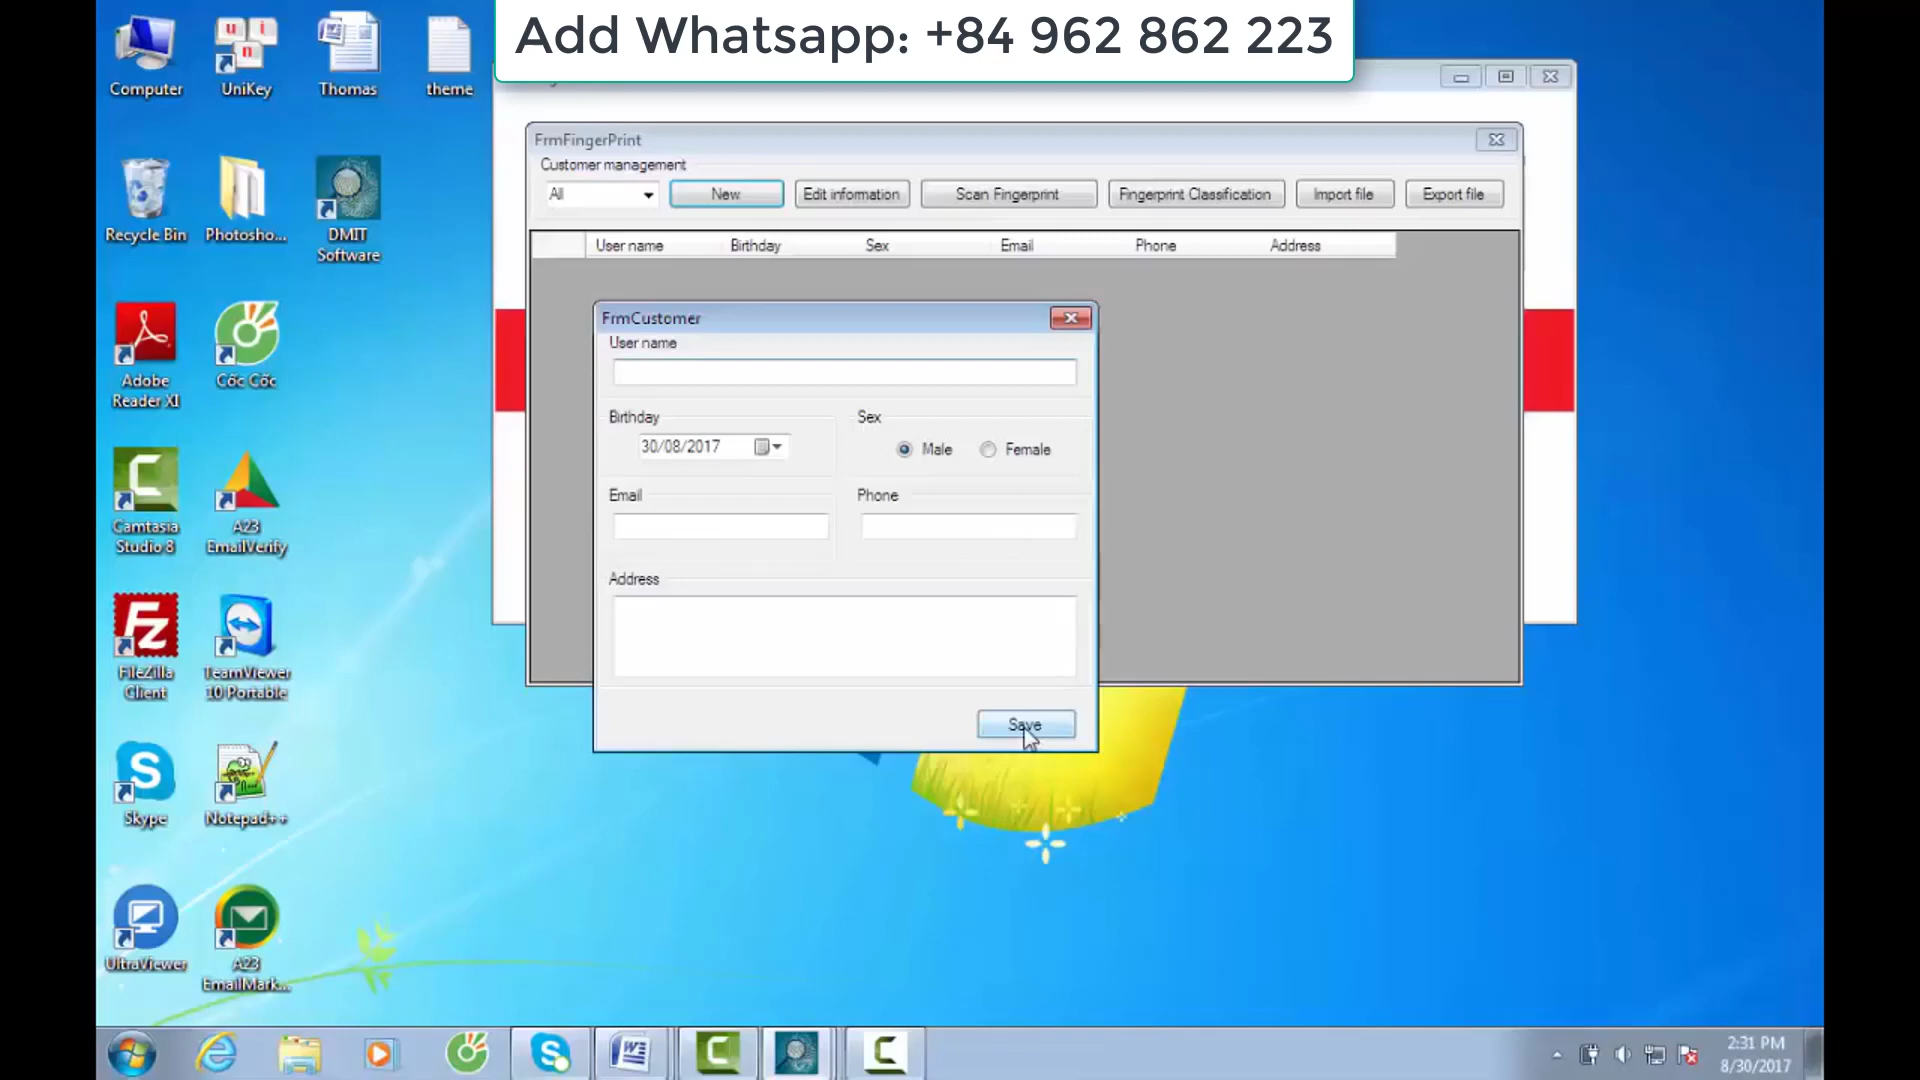 Add Whatsapp: +84 962 862 223
Computer
UniKey
Thomas
theme
Recycle Bin
Photosho...
DMIT Software
Adobe Reader XI
Cốc Cốc
Camtasia Studio 8
A23 EmailVerify
FileZilla Client
TeamViewer 10 Portable
Skype
Notepad++
UltraViewer
A23 EmailMark...
FrmFingerPrint
Customer management
All
New
Edit information
Scan Fingerprint
Fingerprint Classification
Import file
Export file
User name Birthday Sex Email Phone Address
FrmCustomer
User name
Birthday
30/08/2017
Sex
Male
Female
Email
Phone
Address
Save
2:31 PM
8/30/2017